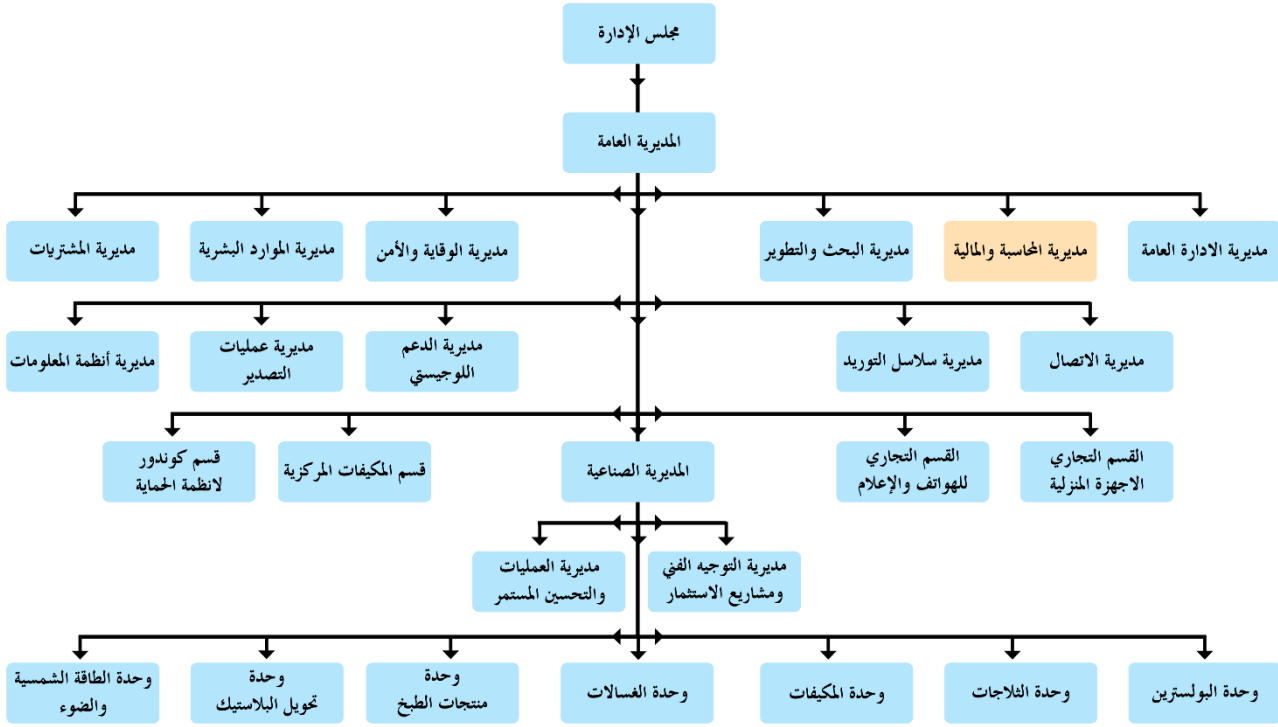 مجلس الإدارة
المديرية العامة
مديرية الادارة العامة
مديرية المحاسبة والمالية
مديرية البحث والتطوير
مديرية الوقاية والأمن
مديرية الموارد البشرية
مديرية المشتريات
مديرية الاتصال
مديرية سلاسل التوريد
مديرية الدعم
اللوجيستي
مديرية عمليات
التصدير
مديرية أنظمة المعلومات
القسم التجاري
الاجهزة المنزلية
القسم التجاري
للهواتف والإعلام
المديرية الصناعية
قسم المكيفات المركزية
قسم كوندور
لانظمة الحماية
مديرية التوجيه الفني
ومشاريع الاستثمار
مديرية العمليات
والتحسين المستمر
وحدة البولسترين
وحدة الثلاجات
وحدة المكيفات
وحدة الغسالات
وحدة
منتجات الطبخ
وحدة
تحويل البلاستيك
وحدة الطاقة الشمسية
والضوء